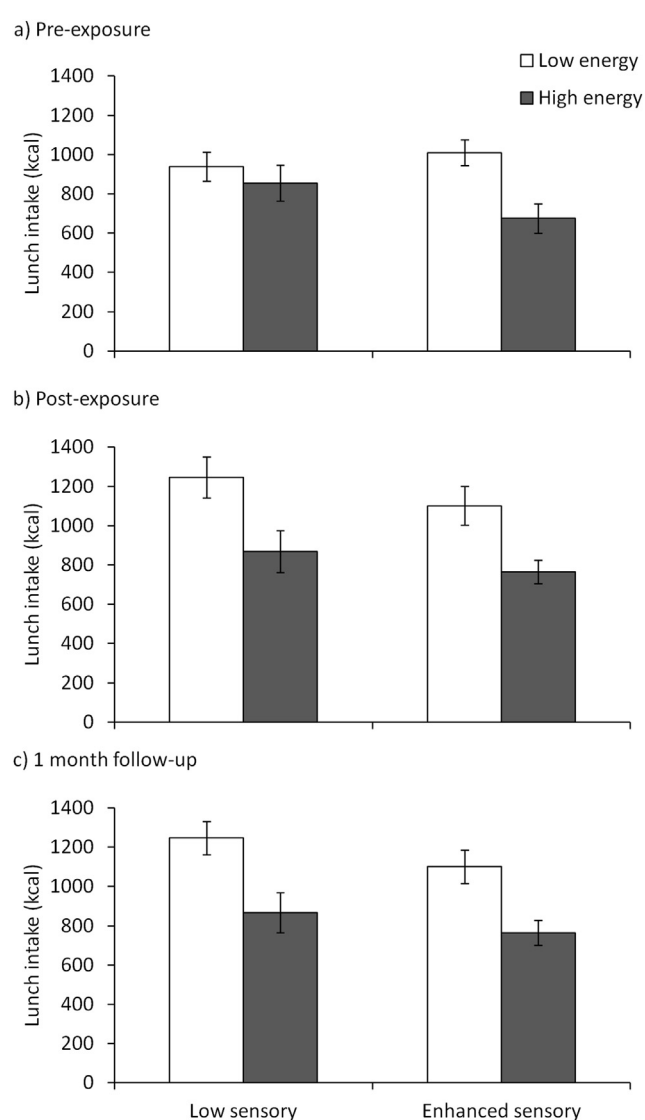 a) Pre-exposure
Low energy
High energy
Lunch intake (kcal)
1400
1200
1000
800
600
400
200
0
b) Post-exposure
Lunch intake (kcal)
1400
1200
1000
800
600
400
200
0
c) 1 month follow-up
Lunch intake (kcal)
1400
1200
1000
800
600
400
200
0
Low sensory Enhanced sensory